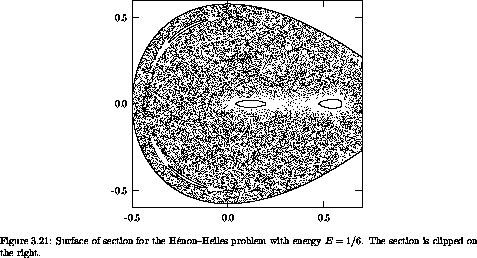 0.5
0.0
-0.5
-0.5 0.0 0.5
Figure 3.21: Surface of section for the Hénon–Heiles problem with energy E = 1/6. The section is clipped on
the right.